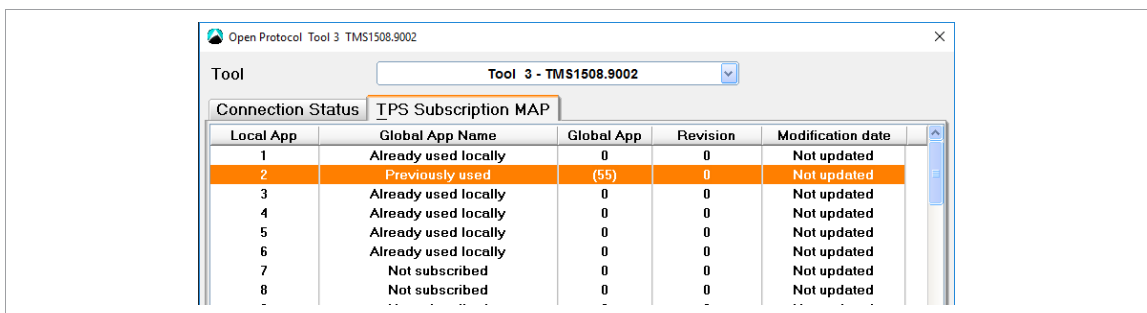 Open Protocol Tool 3 TMS1508.9002
Tool Tool 3 - TMS1508.9002
Connection Status TPS Subscription MAP
Local App Global App Name Global App Revision Modification date
1 Already used locally 0 0 Not updated
2 Previously used (55) 0 Not updated
3 Already used locally 0 0 Not updated
4 Already used locally 0 0 Not updated
5 Already used locally 0 0 Not updated
6 Already used locally 0 0 Not updated
7 Not subscribed 0 0 Not updated
8 Not subscribed 0 0 Not updated